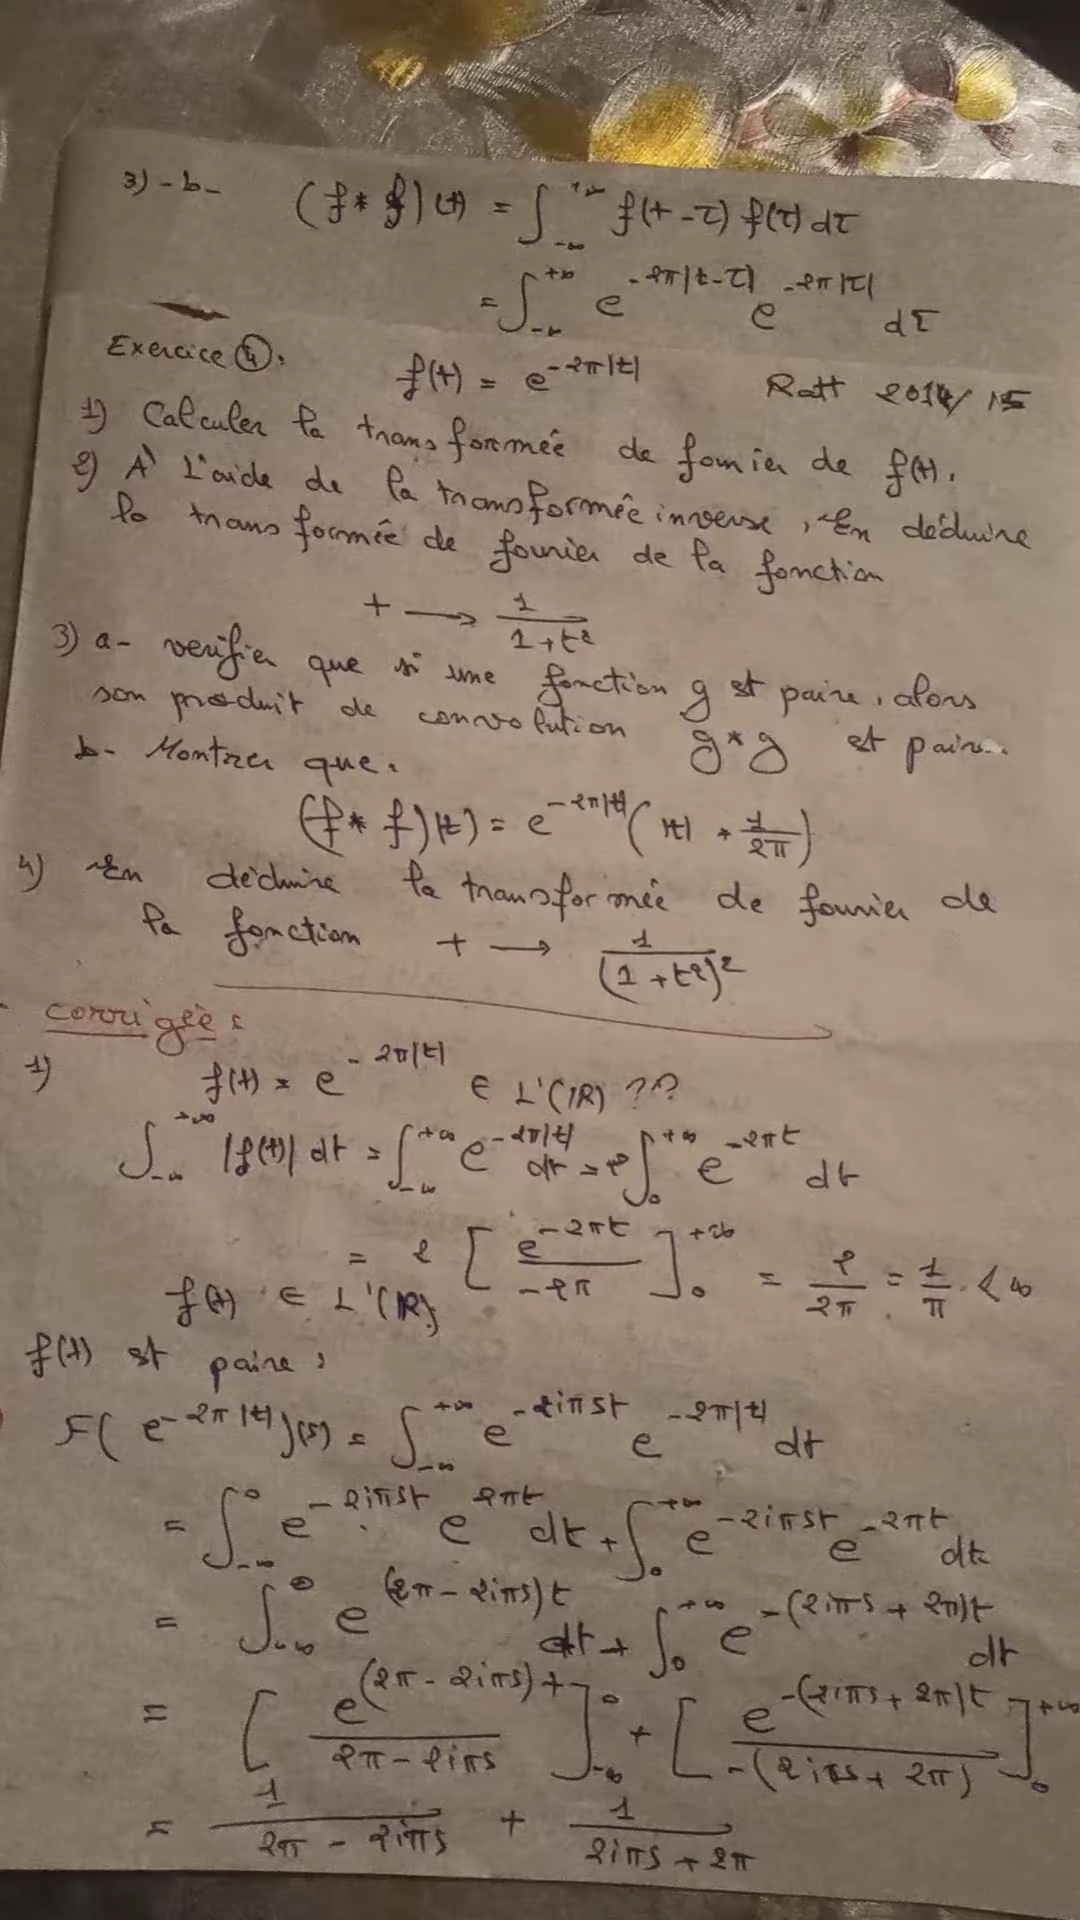 3) - b - (f * f)(t) = ∫_{-∞}^{+∞} f(t - τ) f(τ) dτ
= ∫_{-∞}^{+∞} e^{-2π|t-τ|} e^{-2π|τ|} dτ
Exercice ④: f(t) = e^{-2π|t|} Ratt 2014/15
1) Calculer la transformée de fourier de f(t).
2) A' L'aide de la transformée inverse, En déduire
la transformée de fourier de la fonction
t → 1/(1+t²)
3) a- verifier que si une fonction g est paire, alors
son produit de convolution g*g est paire.
b- Montrer que.
(f * f)(t) = e^{-2π|t|} (|t| + 1/2π)
4) En déduire la transformée de fourier de
la fonction t → 1/(1+t²)²
corrigée :
1) f(t) = e^{-2π|t|} ∈ L'(IR) ??
∫_{-∞}^{+∞} |f(t)| dt = ∫_{-∞}^{+∞} e^{-2π|t|} dt = 2 ∫_0^{+∞} e^{-2πt} dt
= 2 [e^{-2πt}/-2π]_0^{+∞} = 2/2π = 1/π . < ∞
f(t) ∈ L'(IR)
f(t) est paire :
F(e^{-2π|t|})(s) = ∫_{-∞}^{+∞} e^{-2iπst} e^{-2π|t|} dt
= ∫_{-∞}^0 e^{-2iπst} e^{2πt} dt + ∫_0^{+∞} e^{-2iπst} e^{-2πt} dt
= ∫_{-∞}^0 e^{(2π-2iπs)t} dt + ∫_0^{+∞} e^{-(2iπs+2π)t} dt
= [e^{(2π-2iπs)t}/(2π-2iπs)]_{-∞}^0 + [e^{-(2iπs+2π)t}/-(2iπs+2π)]_0^{+∞}
= 1/(2π-2iπs) + 1/(2iπs+2π)